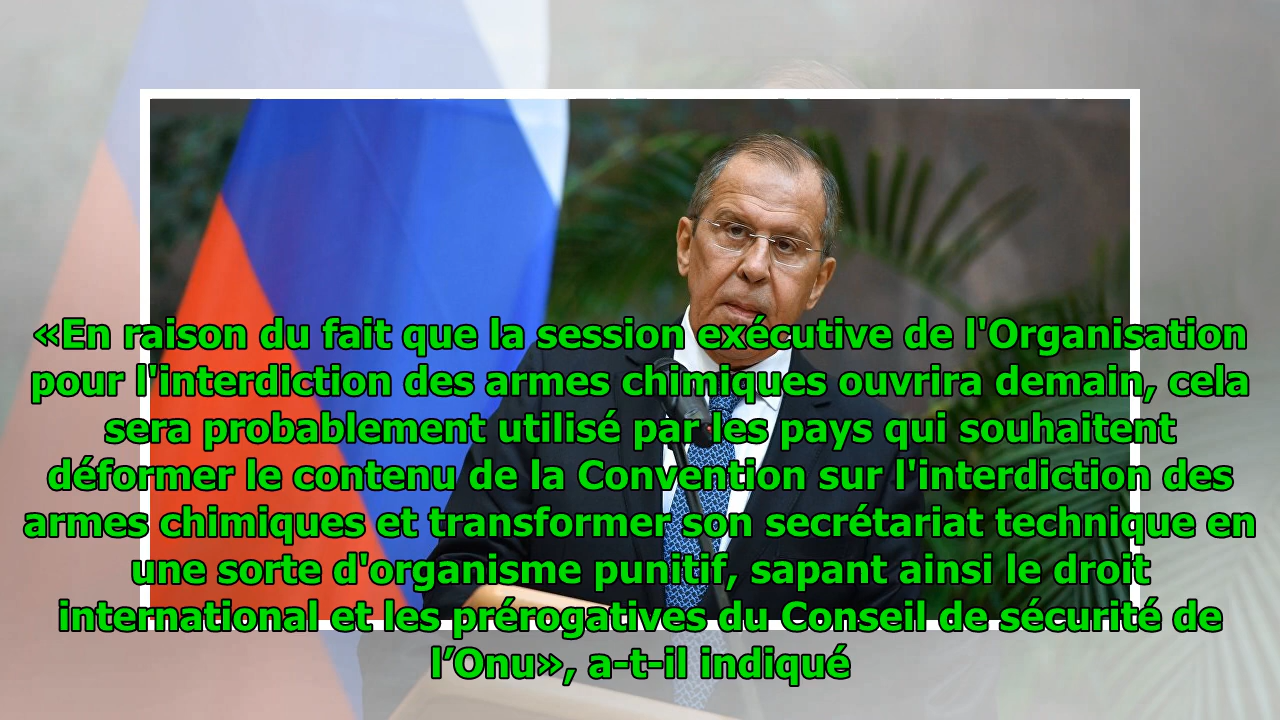 «En raison du fait que la session exécutive de l'Organisation
pour l'interdiction des armes chimiques ouvrira demain, cela
sera probablement utilisé par les pays qui souhaitent
déformer le contenu de la Convention sur l'interdiction des
armes chimiques et transformer son secrétariat technique en
une sorte d'organisme punitif, sapant ainsi le droit
international et les prérogatives du Conseil de sécurité de
l’Onu», a-t-il indiqué